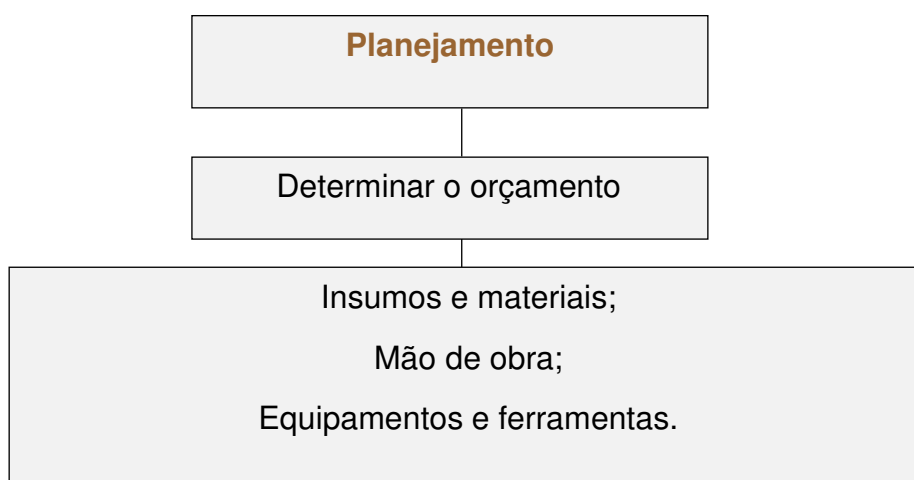 Planejamento
Determinar o orçamento
Insumos e materiais;
Mão de obra;
Equipamentos e ferramentas.